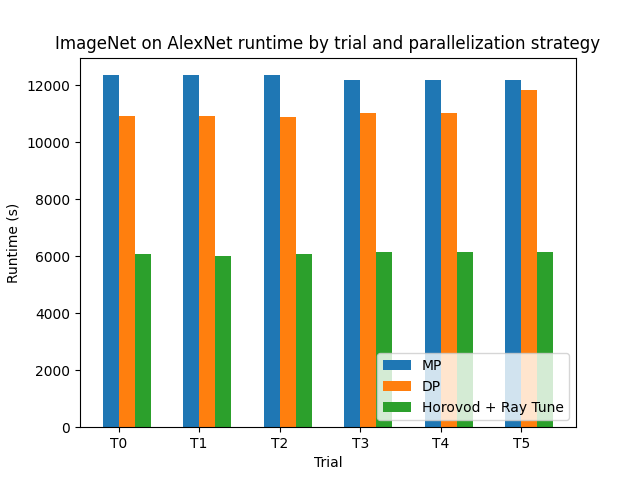 ImageNet on AlexNet runtime by trial and parallelization strategy
Runtime (s)
12000
10000
8000
6000
4000
2000
0
MP
DP
Horovod + Ray Tune
T0 T1 T2 T3 T4 T5
Trial